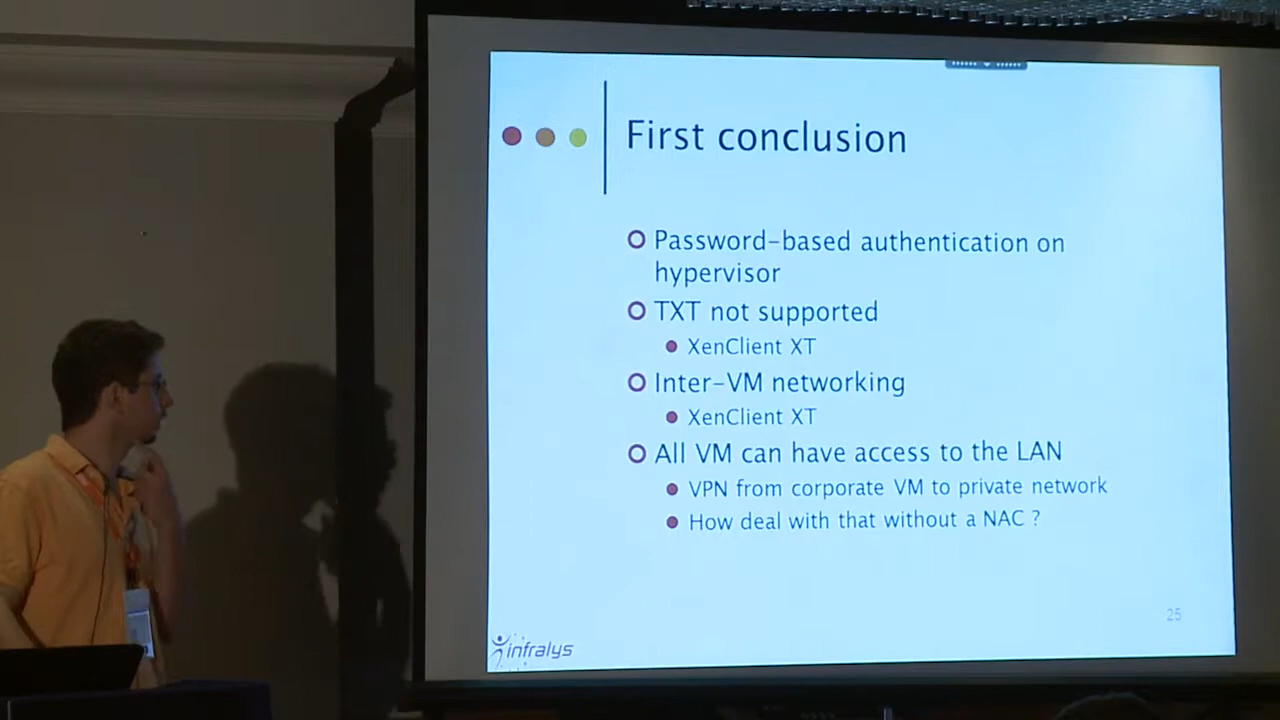 First conclusion
Password-based authentication on
hypervisor
TXT not supported
XenClient XT
Inter-VM networking
XenClient XT
All VM can have access to the LAN
VPN from corporate VM to private network
How deal with that without a NAC ?
25
infralys